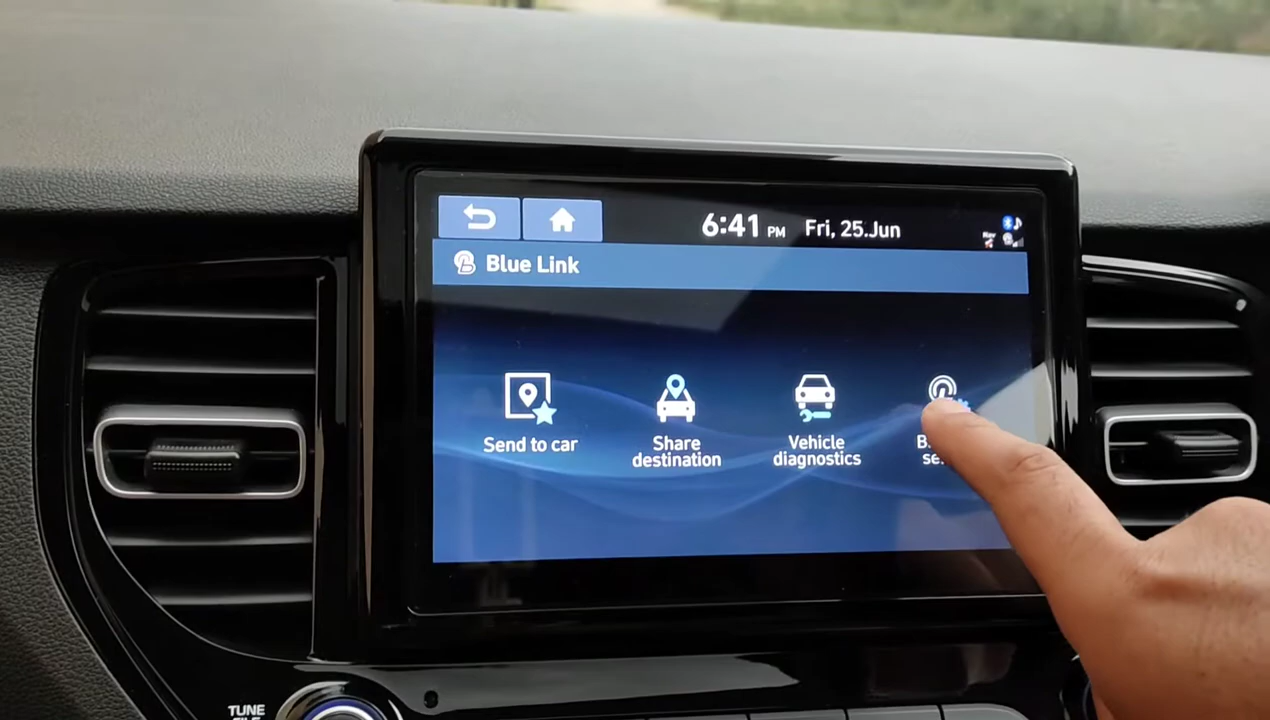 6:41 PM Fri, 25.Jun
Blue Link
Send to car
Share
destination
Vehicle
diagnostics
TUNE